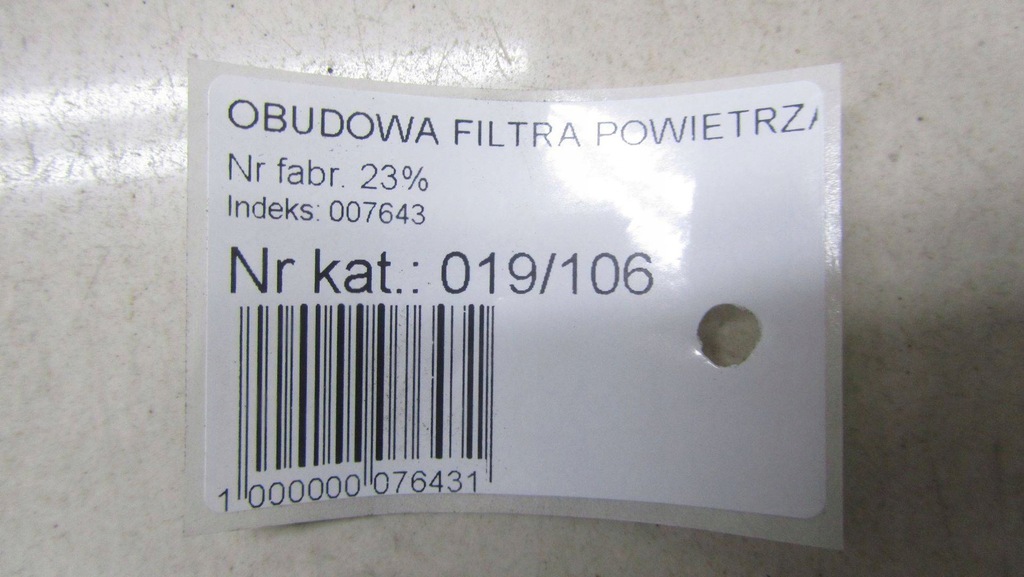 OBUDOWA FILTRA POWIETRZA
Nr fabr. 23%
Indeks: 007643
Nr kat.: 019/106
1 000000 076431